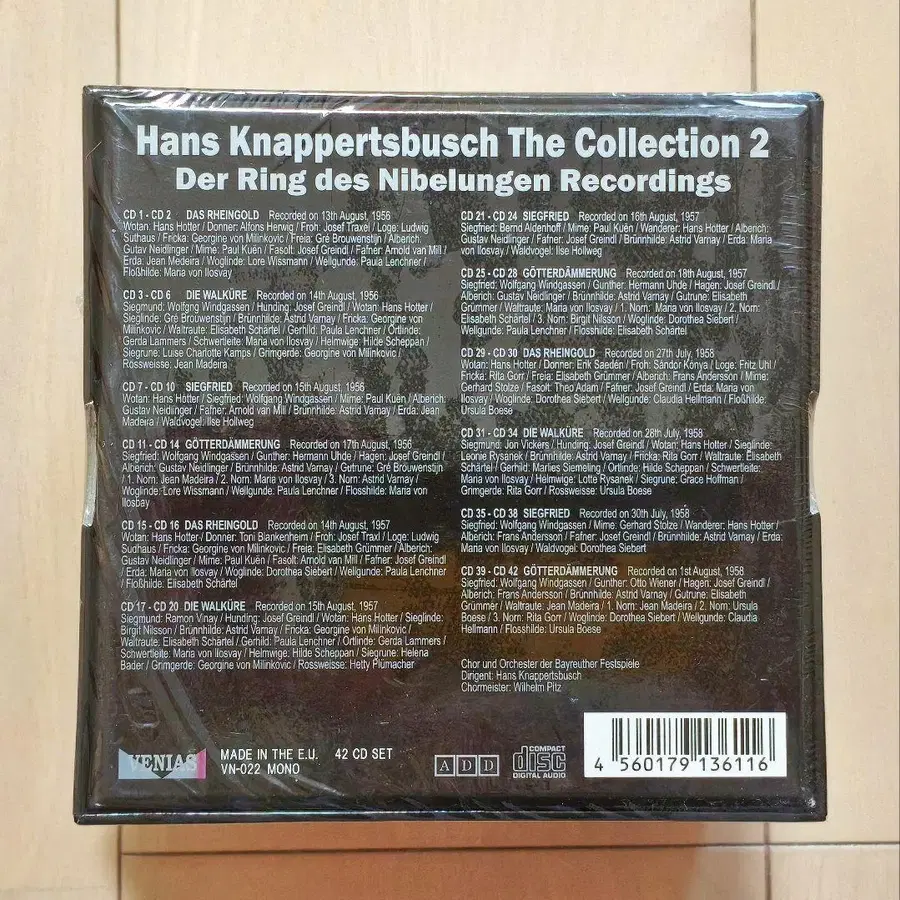 Hans Knappertsbusch The Collection 2
Der Ring des Nibelungen Recordings
CD 1 - CD 2 DAS RHEINGOLD Recorded on 13th August, 1956
Wotan: Hans Hotter / Donner: Alfons Herwig / Froh: Josef Traxel / Loge: Ludwig
Suthaus / Fricka: Georgine von Milinkovic / Freia: Gré Brouwenstijn / Alberich:
Gutav Neidlinger / Mime: Paul Kuën / Fasolt: Josef Greindl / Fafner: Arnold van Mill /
Erda: Jean Medeira / Woglinde: Lore Wissmann / Wellgunde: Paula Lenchner /
Floßhilde: Maria von Ilosvay
CD 3 - CD 6 DIE WALKÜRE Recorded on 14th August, 1956
Siegmund: Wolfgng Windgassen / Hunding: Josef Greindl / Wotan: Hans Hotter /
Sieglinde: Gré Brouwenstijn / Brünnhilde: Astrid Varnay / Fricka: Georgine von
Milinkovic / Waltraute: Elisabeth Schärtel / Gerhild: Paula Lenchner / Ortlinde:
Gerda Lammers / Schwertleite: Maria von Ilosvay / Helmwige: Hilde Scheppan /
Siegrune: Luise Charlotte Kamps / Grimgerde: Georgine von Milinkovic /
Rossweisse: Jean Madeira
CD 7 - CD 10 SIEGFRIED Recorded on 15th August, 1956
Wotan: Hans Hotter / Siegfried: Wolfgang Windgassen / Mime: Paul Kuën / Alberich:
Gustav Neidlinger / Fafner: Arnold van Mill / Brünhilde: Astrid Varnay / Erda: Jean
Madeira / Waldvogel: Ilse Hollweg
CD 11 - CD 14 GÖTTERDÄMMERUNG Recorded on 17th August, 1956
Siegfried: Wolfgang Windgassen / Gunther: Hermann Uhde / Hagen: Josef Greindl /
Alberich: Gustav Neidlinger / Brünnhilde: Astrid Varnay / Gutrune: Gré Brouwenstijn
/ 1. Norn: Jean Madeira / 2. Norn: Maria von Ilosvay / 3. Norn: Astrid Varnay /
Woglinde: Lore Wissmann / Wellgunde: Paula Lenchner / Flosshilde: Maria von
Ilosbay
CD 15 - CD 16 DAS RHEINGOLD Recorded on 14th August, 1957
Wotan: Hans Hotter / Donner: Toni Blankenheim / Froh: Josef Traxl / Loge: Ludwig
Sudhaus / Fricka: Georgine von Milinkovic / Freia: Elisabeth Grümmer / Alberich:
Gustav Neidlinger / Mime: Paul Kuën / Fasolt: Arnold van Mill / Fafner: Josef Greindl
/ Erda: Maria von Ilosvay / Woglinde: Dorothea Siebert / Wellgunde: Paula Lenchner
/ Floßhilde: Elisabeth Schärtel
CD 17 - CD 20 DIE WALKÜRE Recorded on 15th August, 1957
Siegmund: Ramon Vinay / Hunding: Josef Greindl / Wotan: Hans Hotter / Sieglinde:
Birgit Nilsson / Brünhilde: Astrid Varnay / Fricka: Georgine von Milinkovic /
Waltraute: Elisabeth Schärtel / Gerhild: Paula Lenchner / Ortlinde: Gerda Lammers /
Schwertleite: Maria von Ilosvay / Helmwige: Hilde Scheppan / Siegrune: Helena
Bader / Grimgerde: Georgine von Milinkovic / Rossweisse: Hetty Plümacher
CD 21 - CD 24 SIEGFRIED Recorded on 16th August, 1957
Siegfried: Bernd Aldenhoff / Mime: Paul Kuën / Wanderer: Hans Hotter / Alberich:
Gustav Neidlinger / Fafner: Josef Greindl / Brünnhilde: Astrid Varnay / Erda: Maria
von Ilosvay / Waldvogel: Ilse Hollweg
CD 25 - CD 28 GÖTTERDÄMMERUNG Recorded on 18th August, 1957
Siegfried: Wolfgang Windgassen / Gunther: Hermann Uhde / Hagen: Josef Greindl /
Alberich: Gustav Neidlinger / Brünnhilde: Astrid Varnay / Gutrune: Elisabeth
Grümmer / Waltraute: Maria von Ilosvay / 1. Norn: Maria von Ilosvay / 2. Norn:
Elisabeth Schärtel / 3. Norn: Birgit Nilsson / Woglinde: Dorothea Siebert /
Wellgunde: Paula Lenchner / Flosshilde: Elisabeth Schärtel
CD 29 - CD 30 DAS RHEINGOLD Recorded on 27th July, 1958
Wotan: Hans Hotter / Donner: Erik Saedén / Froh: Sándor Kónya / Loge: Fritz Uhl /
Fricka: Rita Gorr / Freia: Elisabeth Grümmer / Alberich: Frans Andersson / Mime:
Gerhard Stolze / Fasolt: Theo Adam / Fafner: Josef Greindl / Erda: Maria von
Ilosvay / Woglinde: Dorothea Siebert / Wellgunde: Claudia Hellmann / Floßhilde:
Ursula Boese
CD 31 - CD 34 DIE WALKÜRE Recorded on 28th July, 1958
Siegmund: Jon Vickers / Hunding: Josef Greindl / Wotan: Hans Hotter / Sieglinde:
Leonie Rysanek / Brünhilde: Astrid Varnay / Fricka: Rita Gorr / Waltraute: Elisabeth
Schärtel / Gerhild: Marlies Siemeling / Ortlinde: Hilde Scheppan / Schwertleite:
Maria von Ilosvay / Helmwige: Lotte Rysanek / Siegrune: Grace Hoffman /
Grimgerde: Rita Gorr / Rossweisse: Ursula Boese
CD 35 - CD 38 SIEGFRIED Recorded on 30th July, 1958
Siegfried: Wolfgang Windgassen / Mime: Gerhard Stolze / Wanderer: Hans Hotter /
Alberich: Frans Andersson / Fafner: Josef Greindl / Brünnhilde: Astrid Varnay / Erda:
Maria von Ilosvay / Waldvogel: Dorothea Siebert
CD 39 - CD 42 GÖTTERDÄMMERUNG Recorded on 1st August, 1958
Siegfried: Wolfgang Windgassen / Gunther: Otto Wiener / Hagen: Josef Greindl /
Alberich: Frans Andersson / Brünnhilde: Astrid Varnay / Gutrune: Elisabeth
Grümmer / Waltraute: Jean Madeira / 1. Norn: Jean Madeira / 2. Norn: Ursula
Boese / 3. Norn: Rita Gorr / Woglinde: Dorothea Siebert / Wellgunde: Claudia
Hellmann / Flosshilde: Ursula Boese
Chor und Orchester der Bayreuther Festspiele
Dirigent: Hans Knappertsbusch
Chormeister: Wilhelm Pitz
VENIAS
MADE IN THE E.U. 42 CD SET
VN-022 MONO
A D D
COMPACT
disc
DIGITAL AUDIO
4 560179 136116